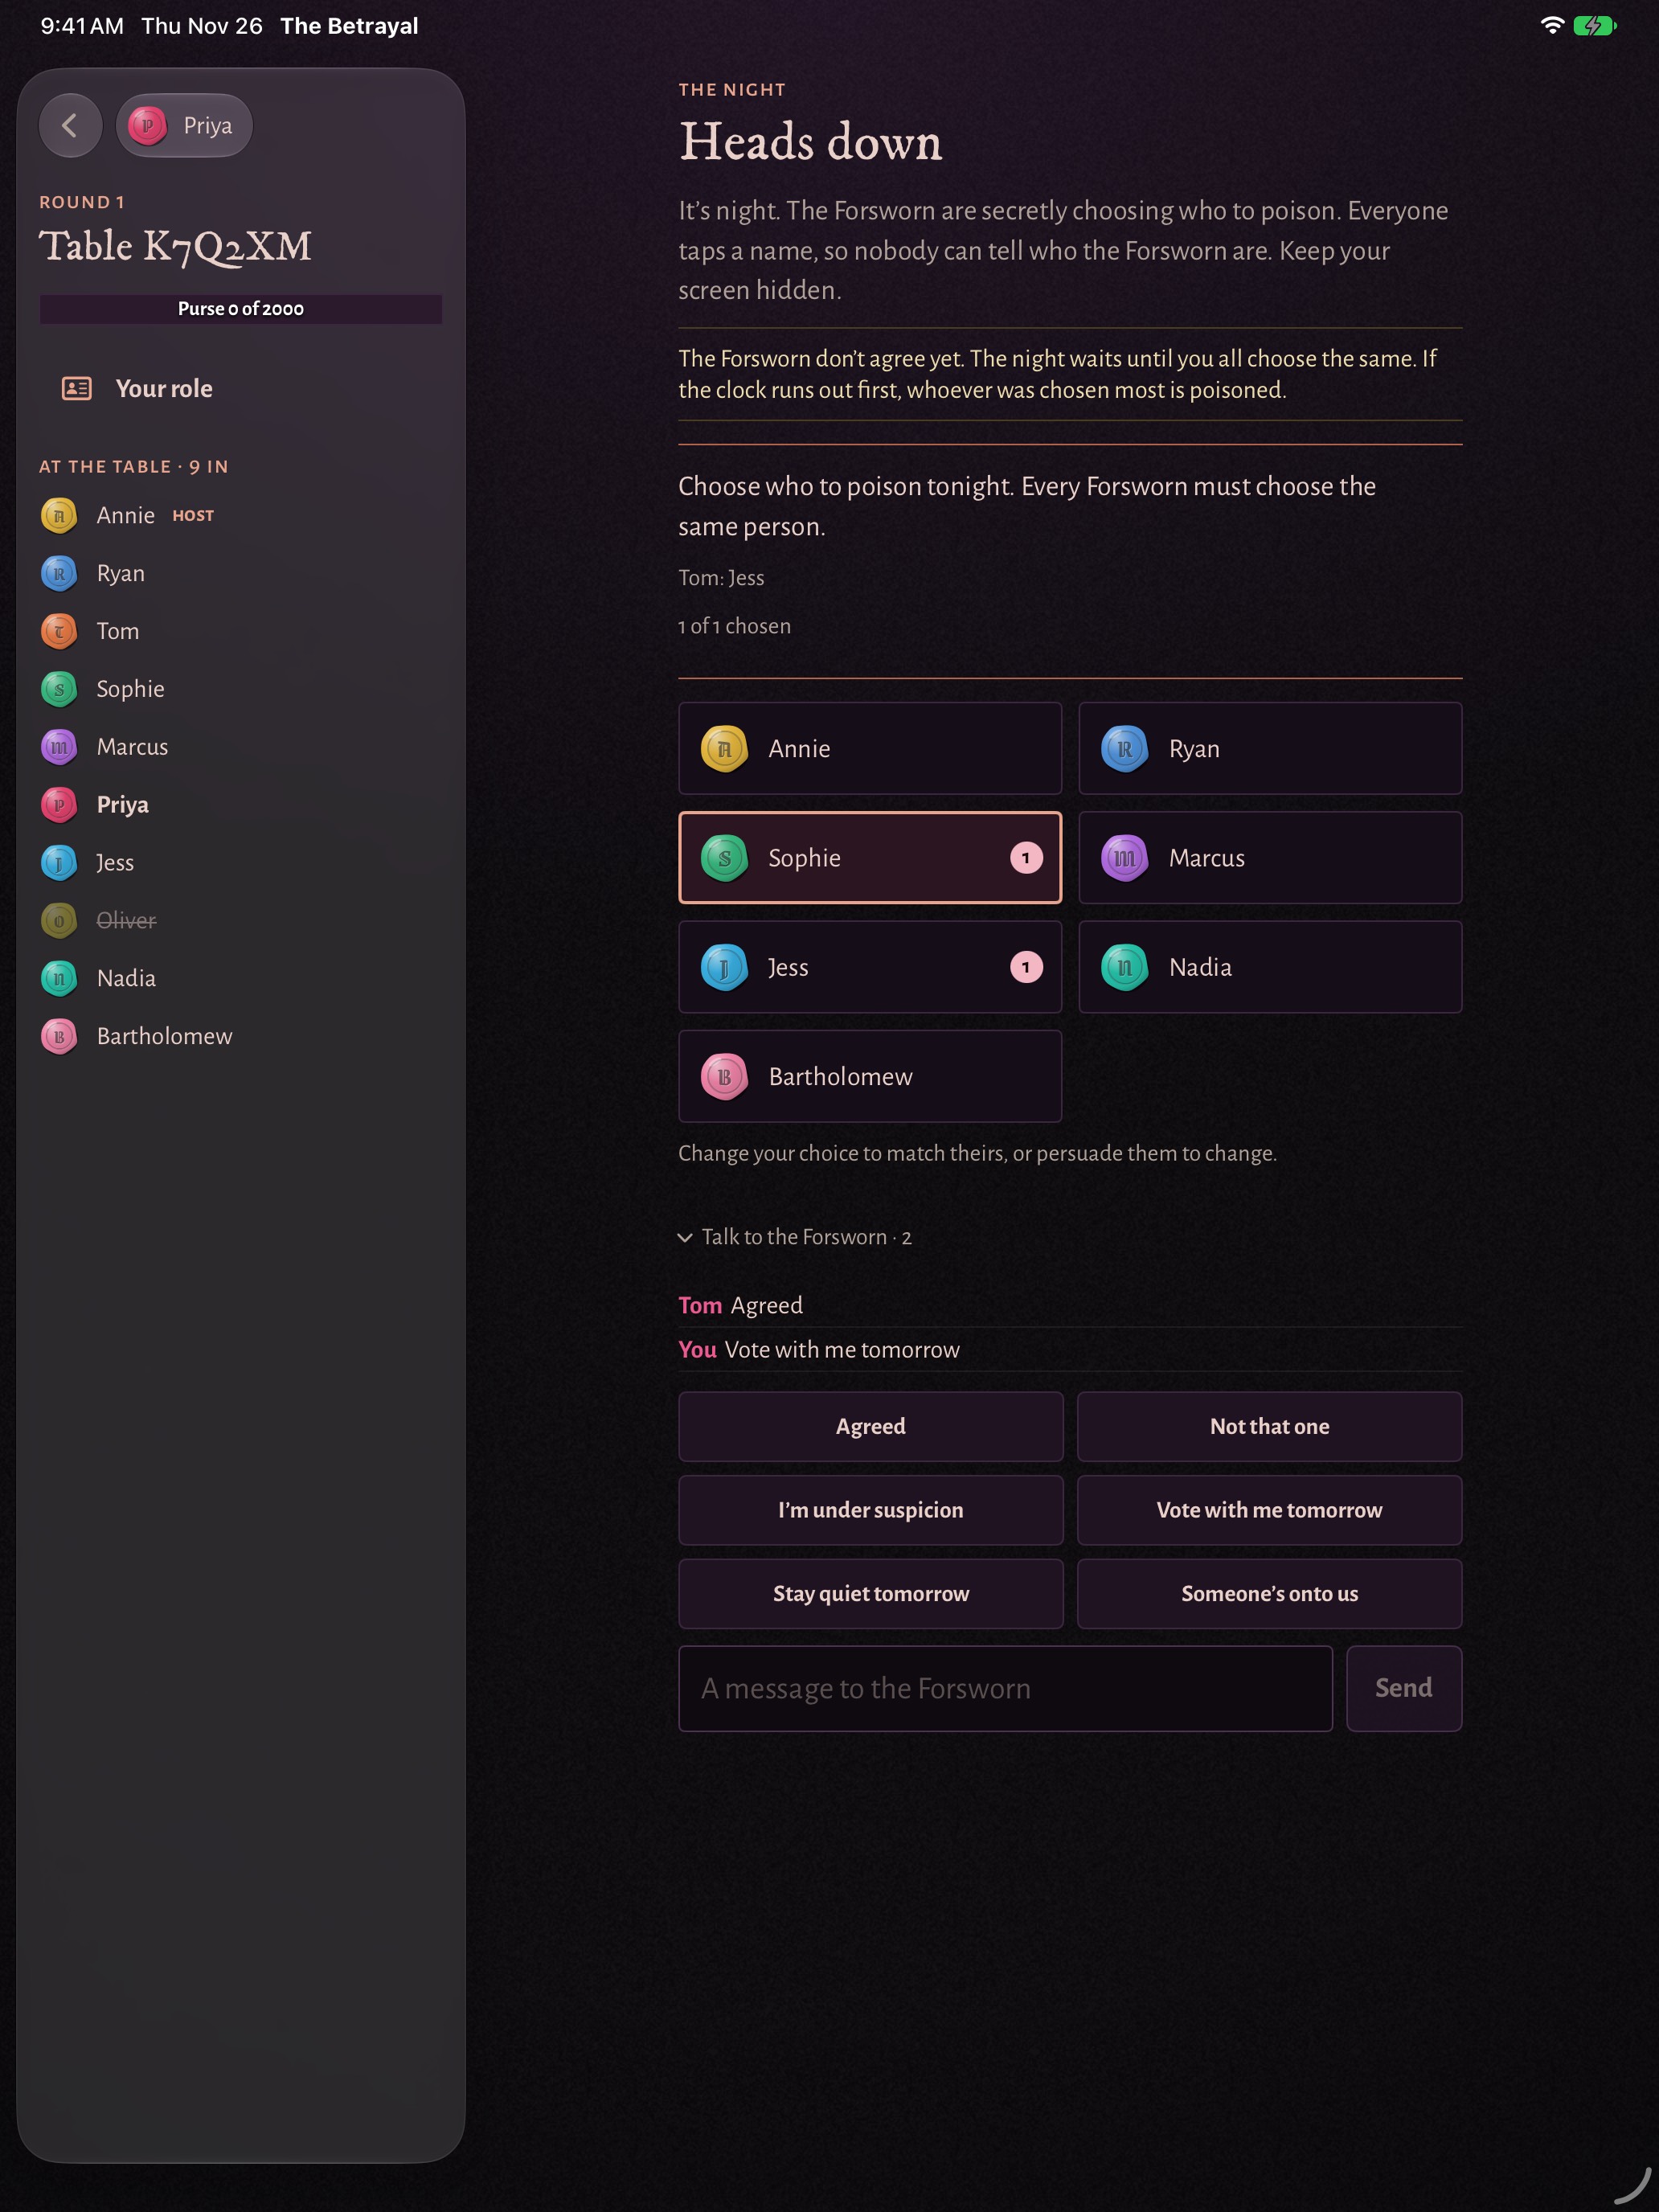 9:41 AM Thu Nov 26 The Betrayal
P Priya
ROUND 1
Table K7Q2XM
Purse 0 of 2000
Your role
AT THE TABLE · 9 IN
A Annie HOST
R Ryan
T Tom
S Sophie
M Marcus
P Priya
J Jess
O Oliver
N Nadia
B Bartholomew
THE NIGHT
Heads down
It’s night. The Forsworn are secretly choosing who to poison. Everyone
taps a name, so nobody can tell who the Forsworn are. Keep your
screen hidden.
The Forsworn don’t agree yet. The night waits until you all choose the same. If
the clock runs out first, whoever was chosen most is poisoned.
Choose who to poison tonight. Every Forsworn must choose the
same person.
Tom: Jess
1 of 1 chosen
A Annie
R Ryan
S Sophie 1
M Marcus
J Jess 1
N Nadia
B Bartholomew
Change your choice to match theirs, or persuade them to change.
Talk to the Forsworn · 2
Tom Agreed
You Vote with me tomorrow
Agreed
Not that one
I’m under suspicion
Vote with me tomorrow
Stay quiet tomorrow
Someone’s onto us
A message to the Forsworn
Send